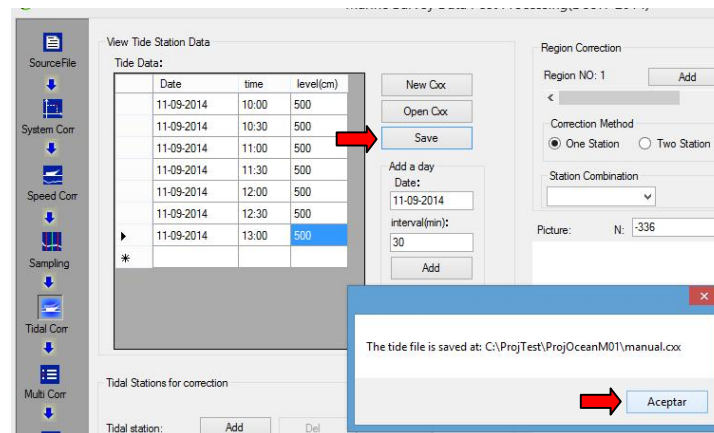 SourceFile
System Corr
Speed Corr
Sampling
Tidal Corr
Multi Corr
View Tide Station Data
Tide Data:
Date time level(cm)
11-09-2014 10:00 500
11-09-2014 10:30 500
11-09-2014 11:00 500
11-09-2014 11:30 500
11-09-2014 12:00 500
11-09-2014 12:30 500
11-09-2014 13:00 500
New Cxx
Open Cxx
Save
Add a day
Date:
11-09-2014
interval(min):
30
Add
Region Correction
Region NO: 1 Add
Correction Method
One Station Two Station
Station Combination
Picture: N: -336
The tide file is saved at: C:\ProjTest\ProjOceanM01\manual.cxx
Aceptar
Tidal Stations for correction
Tidal station: Add Del